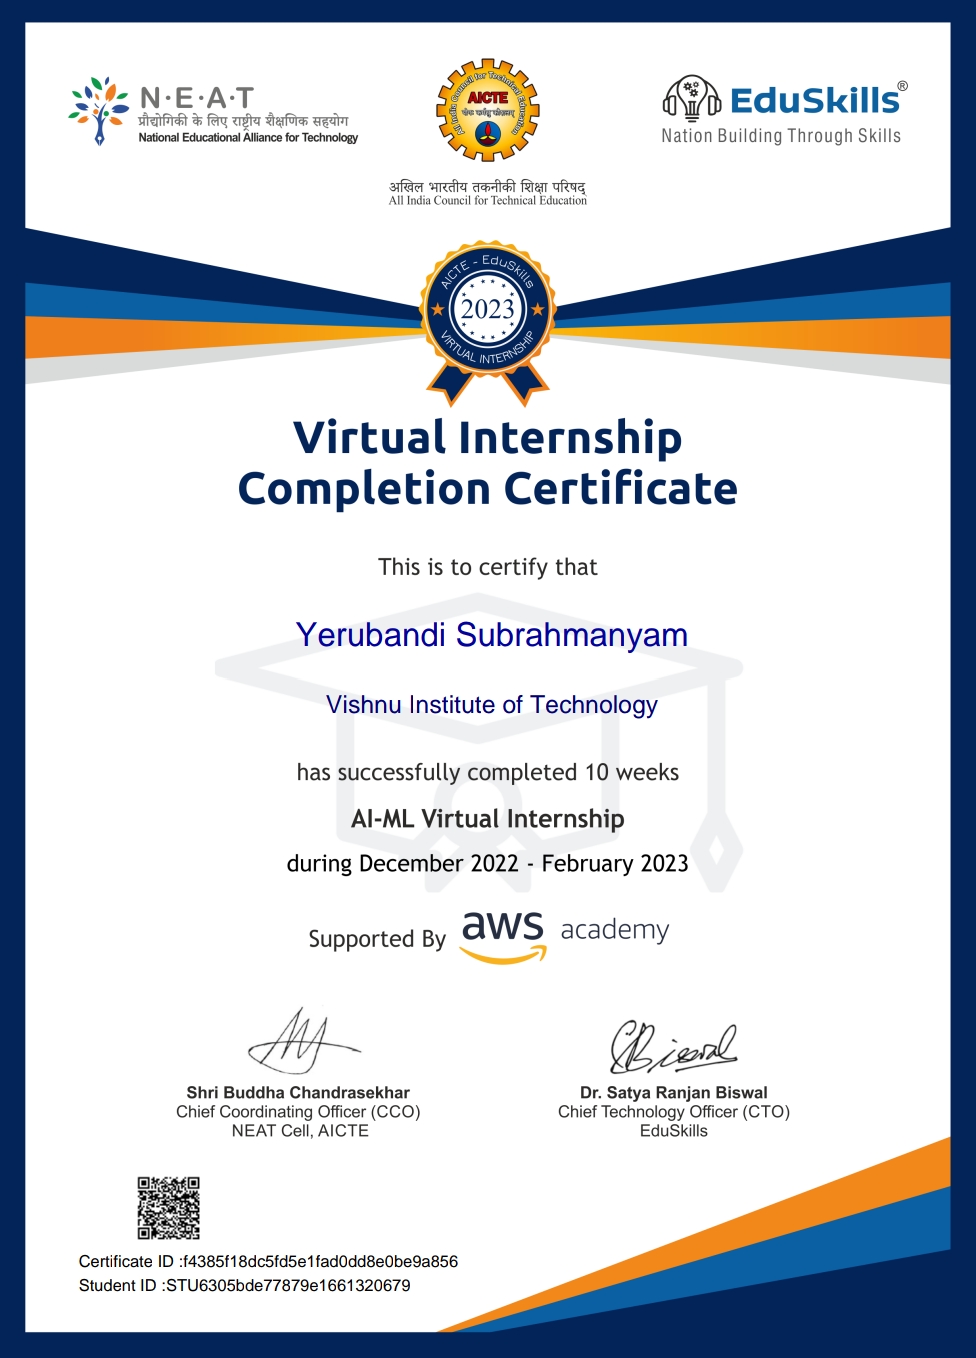 N·E·A·T
प्रौद्योगिकी के लिए राष्ट्रीय शैक्षणिक सहयोग
National Educational Alliance for Technology
All India Council for Technical Education
AICTE
योगः कर्मसु कौशलम्
अखिल भारतीय तकनीकी शिक्षा परिषद्
All India Council for Technical Education
EduSkills®
Nation Building Through Skills
AICTE - EduSkills
2023
VIRTUAL INTERNSHIP
Virtual Internship
Completion Certificate
This is to certify that
Yerubandi Subrahmanyam
Vishnu Institute of Technology
has successfully completed 10 weeks
AI-ML Virtual Internship
during December 2022 - February 2023
Supported By aws academy
Shri Buddha Chandrasekhar
Chief Coordinating Officer (CCO)
NEAT Cell, AICTE
Biswal
Dr. Satya Ranjan Biswal
Chief Technology Officer (CTO)
EduSkills
Certificate ID :f4385f18dc5fd5e1fad0dd8e0be9a856
Student ID :STU6305bde77879e1661320679